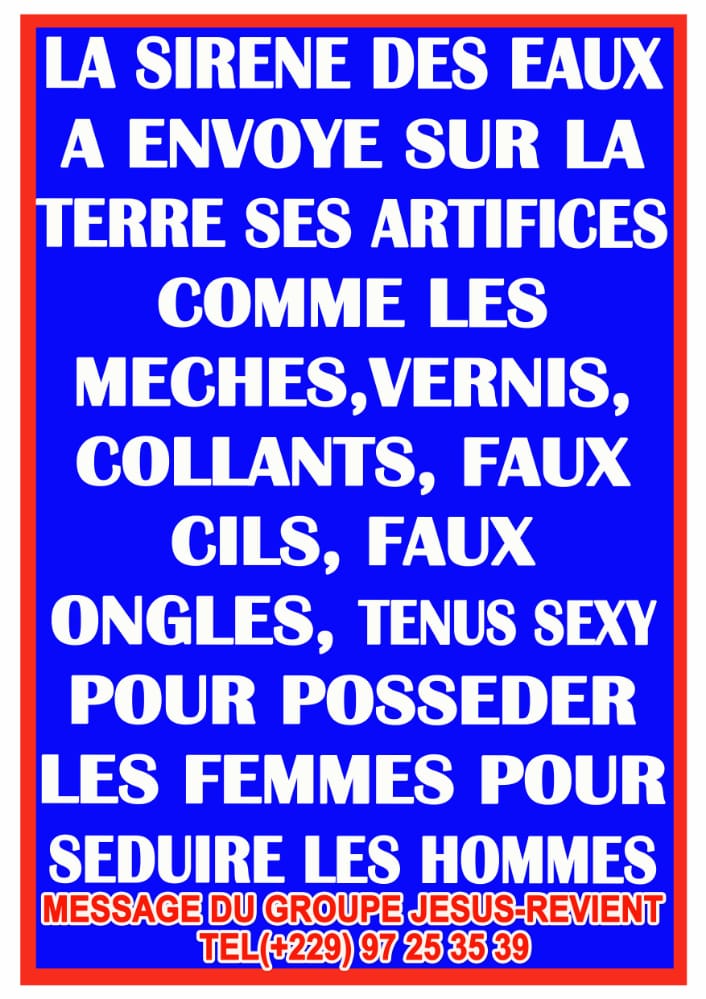 LA SIRENE DES EAUX
A ENVOYE SUR LA
TERRE SES ARTIFICES
COMME LES
MECHES,VERNIS,
COLLANTS, FAUX
CILS, FAUX
ONGLES, TENUS SEXY
POUR POSSEDER
LES FEMMES POUR
SEDUIRE LES HOMMES
MESSAGE DU GROUPE JESUS-REVIENT
TEL(+229) 97 25 35 39